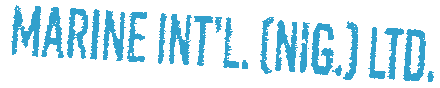 MARINE INT'L. (NIG.) LTD.